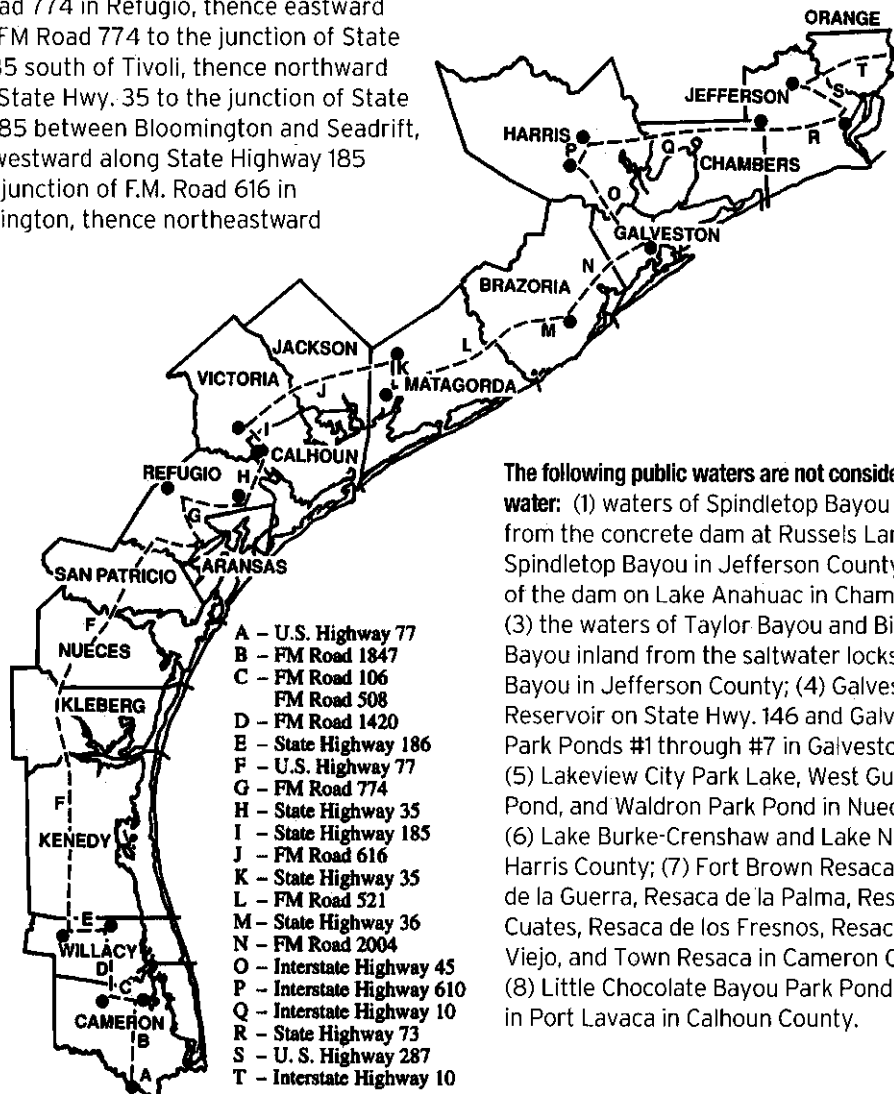 ad 774 in Refugio, thence eastward
FM Road 774 to the junction of State
35 south of Tivoli, thence northward
State Hwy. 35 to the junction of State
85 between Bloomington and Seadrift,
westward along State Highway 185
junction of F.M. Road 616 in
ington, thence northeastward
ORANGE
T
S
JEFFERSON
HARRIS
P
Q
R
CHAMBERS
O
GALVESTON
N
BRAZORIA
M
L
JACKSON
K
MATAGORDA
VICTORIA
J
I
CALHOUN
REFUGIO
H
G
ARANSAS
SAN PATRICIO
F
NUECES
KLEBERG
F
KENEDY
E
WILLACY
D
C
CAMERON
B
A
A – U.S. Highway 77
B – FM Road 1847
C – FM Road 106
FM Road 508
D – FM Road 1420
E – State Highway 186
F – U.S. Highway 77
G – FM Road 774
H – State Highway 35
I – State Highway 185
J – FM Road 616
K – State Highway 35
L – FM Road 521
M – State Highway 36
N – FM Road 2004
O – Interstate Highway 45
P – Interstate Highway 610
Q – Interstate Highway 10
R – State Highway 73
S – U. S. Highway 287
T – Interstate Highway 10
The following public waters are not conside
water: (1) waters of Spindletop Bayou
from the concrete dam at Russels Lan
Spindletop Bayou in Jefferson County
of the dam on Lake Anahuac in Cham
(3) the waters of Taylor Bayou and Bi
Bayou inland from the saltwater locks
Bayou in Jefferson County; (4) Galves
Reservoir on State Hwy. 146 and Galv
Park Ponds #1 through #7 in Galvesto
(5) Lakeview City Park Lake, West Gu
Pond, and Waldron Park Pond in Nuec
(6) Lake Burke-Crenshaw and Lake N
Harris County; (7) Fort Brown Resaca
de la Guerra, Resaca de la Palma, Res
Cuates, Resaca de los Fresnos, Resac
Viejo, and Town Resaca in Cameron C
(8) Little Chocolate Bayou Park Pond
in Port Lavaca in Calhoun County.